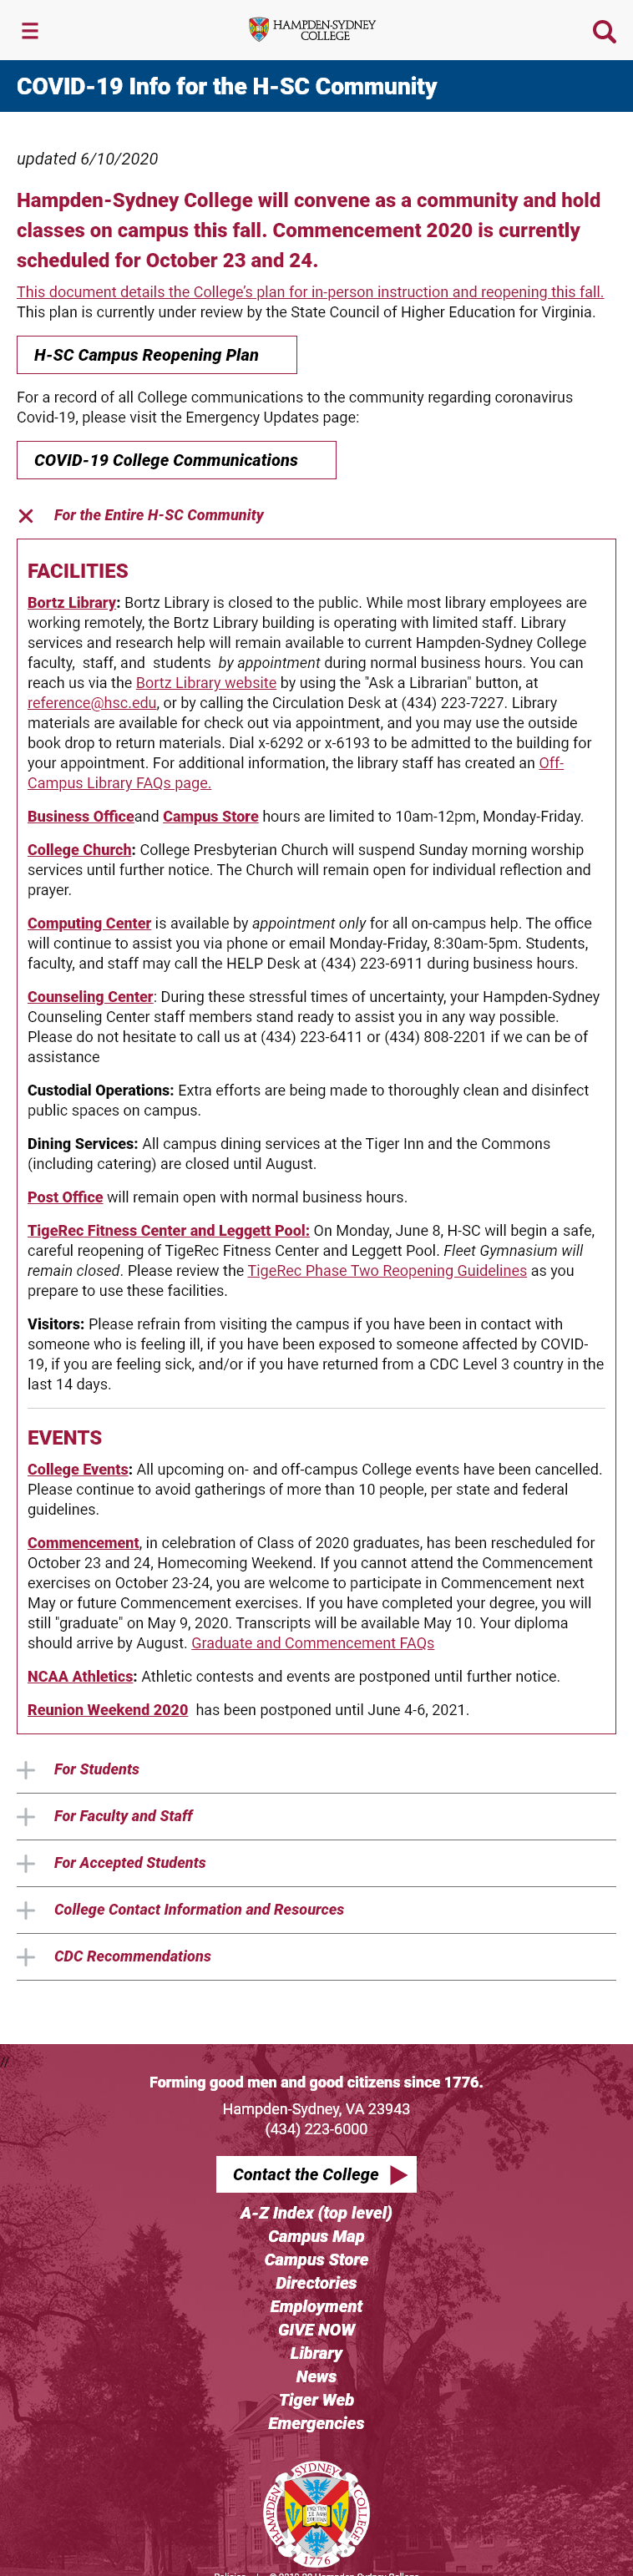 HAMPDEN-SYDNEY
COLLEGE
COVID-19 Info for the H-SC Community
updated 6/10/2020
Hampden-Sydney College will convene as a community and hold
classes on campus this fall. Commencement 2020 is currently
scheduled for October 23 and 24.
This document details the College's plan for in-person instruction and reopening this fall.
This plan is currently under review by the State Council of Higher Education for Virginia.
H-SC Campus Reopening Plan
For a record of all College communications to the community regarding coronavirus
Covid-19, please visit the Emergency Updates page:
COVID-19 College Communications
For the Entire H-SC Community
FACILITIES
Bortz Library: Bortz Library is closed to the public. While most library employees are
working remotely, the Bortz Library building is operating with limited staff. Library
services and research help will remain available to current Hampden-Sydney College
faculty,  staff, and  students  by appointment during normal business hours. You can
reach us via the Bortz Library website by using the "Ask a Librarian" button, at
reference@hsc.edu, or by calling the Circulation Desk at (434) 223-7227. Library
materials are available for check out via appointment, and you may use the outside
book drop to return materials. Dial x-6292 or x-6193 to be admitted to the building for
your appointment. For additional information, the library staff has created an Off-
Campus Library FAQs page.
Business Officeand Campus Store hours are limited to 10am-12pm, Monday-Friday.
College Church: College Presbyterian Church will suspend Sunday morning worship
services until further notice. The Church will remain open for individual reflection and
prayer.
Computing Center is available by appointment only for all on-campus help. The office
will continue to assist you via phone or email Monday-Friday, 8:30am-5pm. Students,
faculty, and staff may call the HELP Desk at (434) 223-6911 during business hours.
Counseling Center: During these stressful times of uncertainty, your Hampden-Sydney
Counseling Center staff members stand ready to assist you in any way possible.
Please do not hesitate to call us at (434) 223-6411 or (434) 808-2201 if we can be of
assistance
Custodial Operations: Extra efforts are being made to thoroughly clean and disinfect
public spaces on campus.
Dining Services: All campus dining services at the Tiger Inn and the Commons
(including catering) are closed until August.
Post Office will remain open with normal business hours.
TigeRec Fitness Center and Leggett Pool: On Monday, June 8, H-SC will begin a safe,
careful reopening of TigeRec Fitness Center and Leggett Pool. Fleet Gymnasium will
remain closed. Please review the TigeRec Phase Two Reopening Guidelines as you
prepare to use these facilities.
Visitors: Please refrain from visiting the campus if you have been in contact with
someone who is feeling ill, if you have been exposed to someone affected by COVID-
19, if you are feeling sick, and/or if you have returned from a CDC Level 3 country in the
last 14 days.
EVENTS
College Events: All upcoming on- and off-campus College events have been cancelled.
Please continue to avoid gatherings of more than 10 people, per state and federal
guidelines.
Commencement, in celebration of Class of 2020 graduates, has been rescheduled for
October 23 and 24, Homecoming Weekend. If you cannot attend the Commencement
exercises on October 23-24, you are welcome to participate in Commencement next
May or future Commencement exercises. If you have completed your degree, you will
still "graduate" on May 9, 2020. Transcripts will be available May 10. Your diploma
should arrive by August. Graduate and Commencement FAQs
NCAA Athletics: Athletic contests and events are postponed until further notice.
Reunion Weekend 2020  has been postponed until June 4-6, 2021.
For Students
For Faculty and Staff
For Accepted Students
College Contact Information and Resources
CDC Recommendations
//
Forming good men and good citizens since 1776.
Hampden-Sydney, VA 23943
(434) 223-6000
Contact the College
A-Z Index (top level)
Campus Map
Campus Store
Directories
Employment
GIVE NOW
Library
News
Tiger Web
Emergencies
HAMPDEN SYDNEY COLLEGE
1776